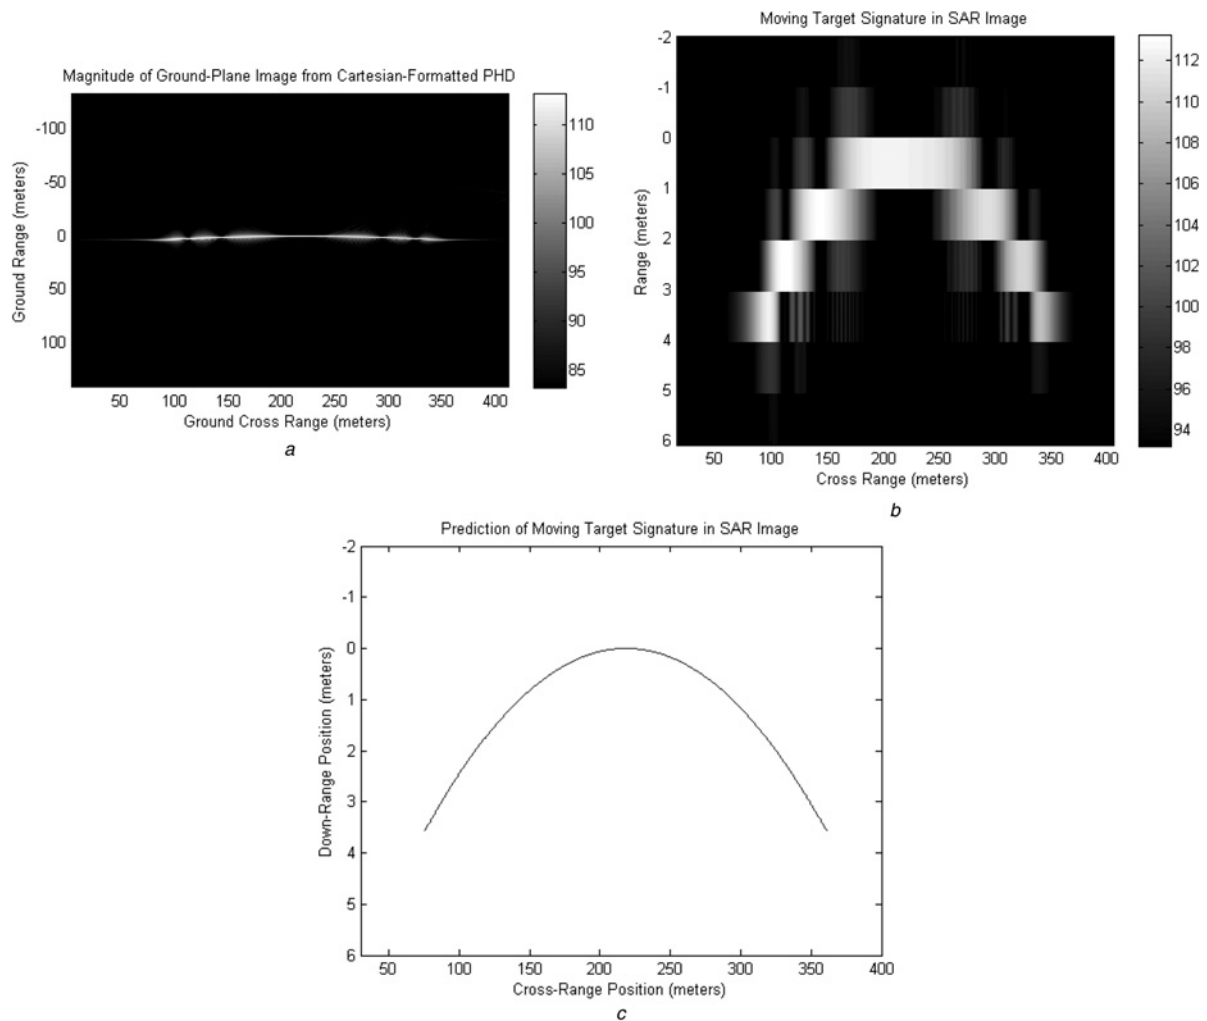 Magnitude of Ground-Plane Image from Cartesian-Formatted PHD
-100
-50
0
50
100
Ground Range (meters)
50 100 150 200 250 300 350 400
Ground Cross Range (meters)
110
100
95
90
85
a
Moving Target Signature in SAR Image
-2
-1
0
1
2
3
4
5
6
Range (meters)
50 100 150 200 250 300 350 400
Cross Range (meters)
112
110
108
106
104
102
100
98
96
94
b
Prediction of Moving Target Signature in SAR Image
-2
-1
0
1
2
3
4
5
6
Down-Range Position (meters)
50 100 150 200 250 300 350 400
Cross-Range Position (meters)
c